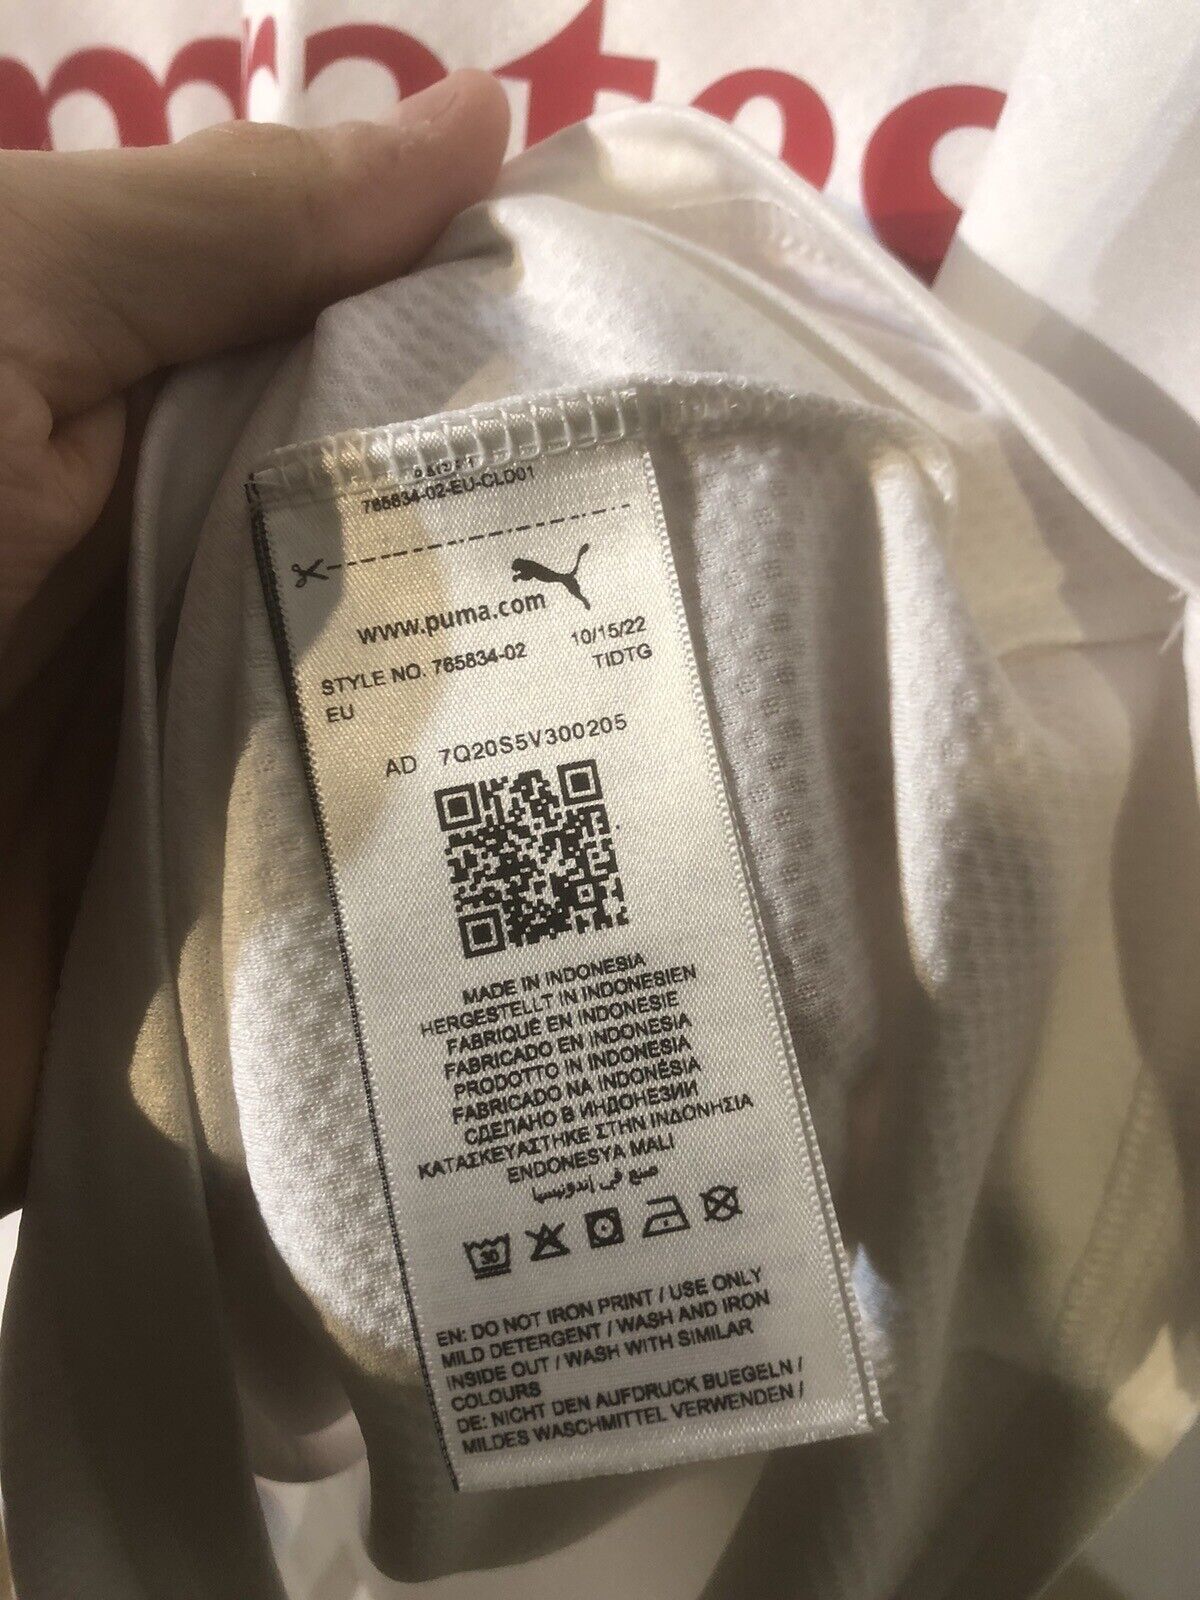 mates
765834-02-EU-CLD01
www.puma.com
STYLE NO. 765834-02 10/15/22
EU TIDTG
AD 7Q20S5V300205
MADE IN INDONESIA
HERGESTELLT IN INDONESIEN
FABRIQUÉ EN INDONESIE
FABRICADO EN INDONESIA
PRODOTTO IN INDONESIA
FABRICADO NA INDONÉSIA
СДЕЛАНО В ИНДОНЕЗИИ
ΚΑΤΑΣΚΕΥΑΣΤΗΚΕ ΣΤΗΝ ΙΝΔΟΝΗΣΙΑ
ENDONESYA MALI
صنع في إندونيسيا
30
EN: DO NOT IRON PRINT / USE ONLY
MILD DETERGENT / WASH AND IRON
INSIDE OUT / WASH WITH SIMILAR
COLOURS
DE: NICHT DEN AUFDRUCK BUEGELN /
MILDES WASCHMITTEL VERWENDEN /